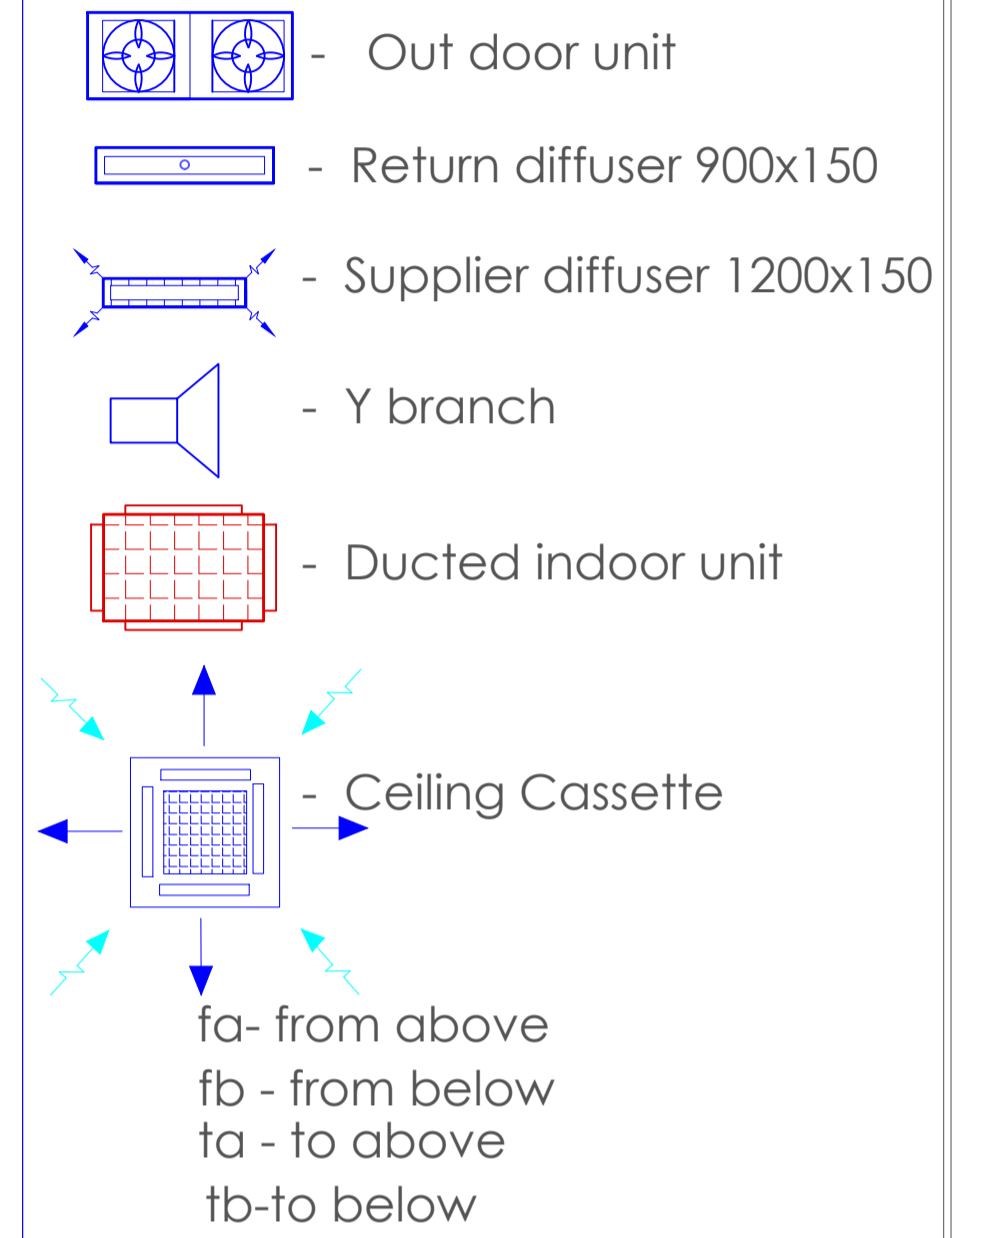 - Out door unit
- Return diffuser 900x150
- Supplier diffuser 1200x150
- Y branch
- Ducted indoor unit
- Ceiling Cassette
fa- from above
fb - from below
ta - to above
tb-to below